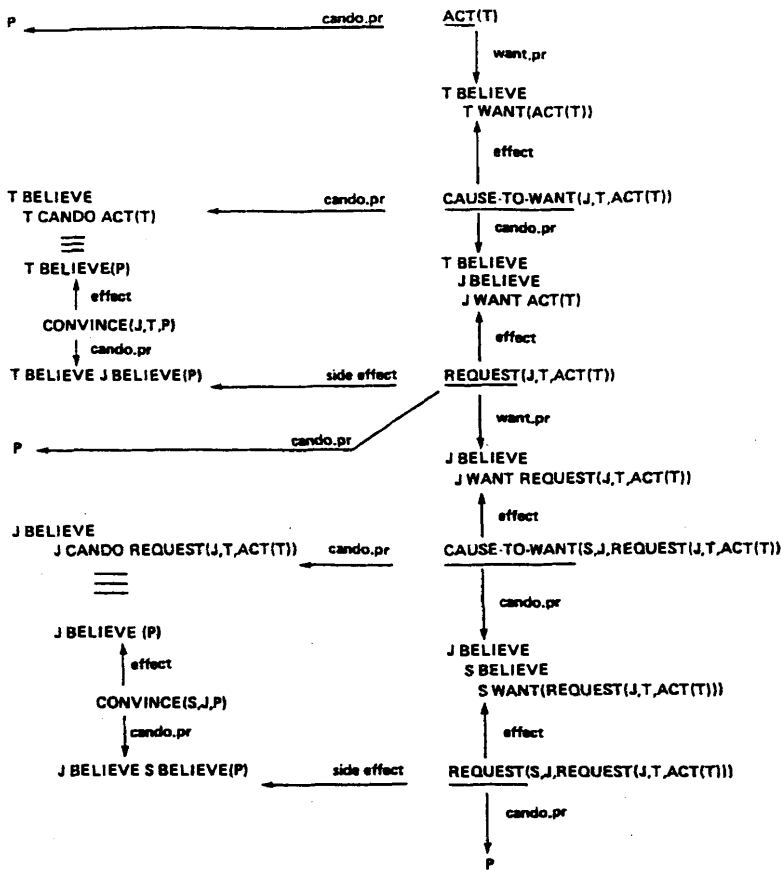 P cando.pr ACT(T)
want.pr
T BELIEVE
T WANT(ACT(T))
effect
T BELIEVE
T CANDO ACT(T)
cando.pr CAUSE-TO-WANT(J,T,ACT(T))
cando.pr
T BELIEVE(P)
T BELIEVE
J BELIEVE
J WANT ACT(T)
effect
CONVINCE(J,T,P)
effect
cando.pr
T BELIEVE J BELIEVE(P) side effect REQUEST(J,T,ACT(T))
want.pr
P cando.pr
J BELIEVE
J WANT REQUEST(J,T,ACT(T))
effect
J BELIEVE
J CANDO REQUEST(J,T,ACT(T)) cando.pr CAUSE-TO-WANT(S,J,REQUEST(J,T,ACT(T))
cando.pr
J BELIEVE (P)
J BELIEVE
S BELIEVE
S WANT(REQUEST(J,T,ACT(T)))
effect
CONVINCE(S,J,P)
cando.pr
effect
J BELIEVE S BELIEVE(P) side effect REQUEST(S,J,REQUEST(J,T,ACT(T)))
cando.pr
P